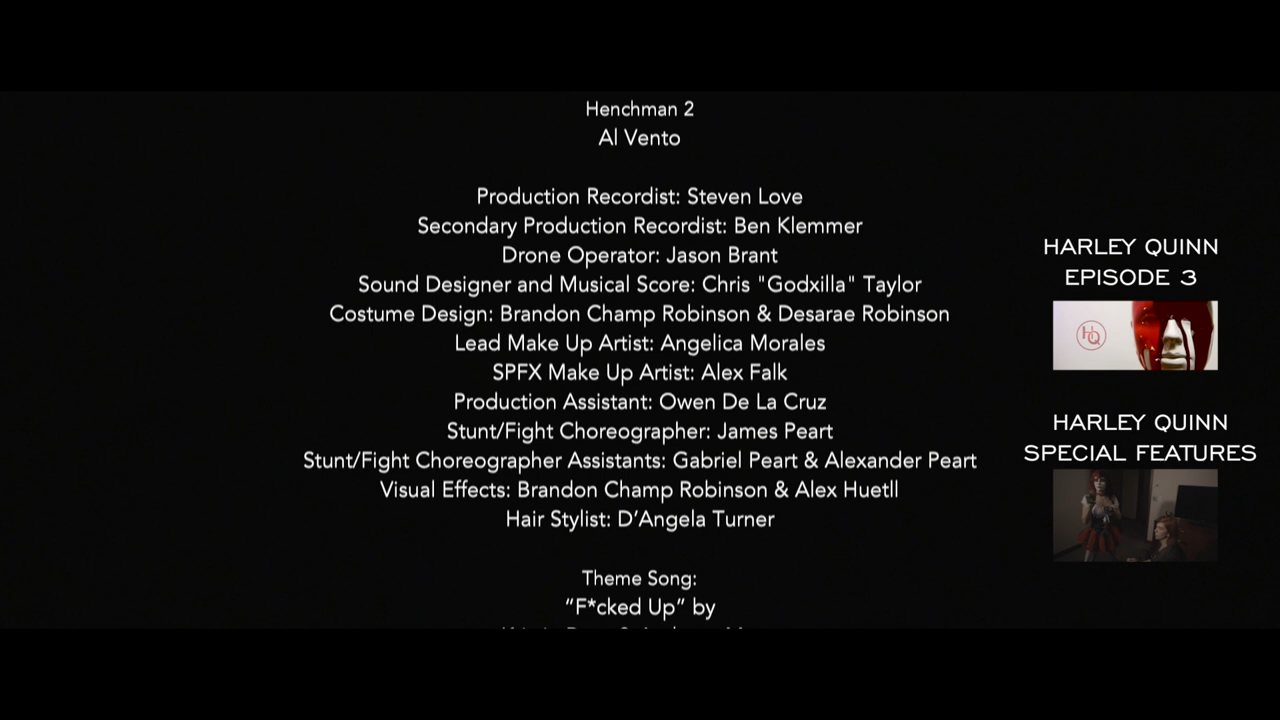 Henchman 2
Al Vento
Production Recordist: Steven Love
Secondary Production Recordist: Ben Klemmer
Drone Operator: Jason Brant
Sound Designer and Musical Score: Chris "Godxilla" Taylor
Costume Design: Brandon Champ Robinson & Desarae Robinson
Lead Make Up Artist: Angelica Morales
SPFX Make Up Artist: Alex Falk
Production Assistant: Owen De La Cruz
Stunt/Fight Choreographer: James Peart
Stunt/Fight Choreographer Assistants: Gabriel Peart & Alexander Peart
Visual Effects: Brandon Champ Robinson & Alex Huetll
Hair Stylist: D’Angela Turner
Theme Song:
“F*cked Up” by
HARLEY QUINN
EPISODE 3
HQ
HARLEY QUINN
SPECIAL FEATURES